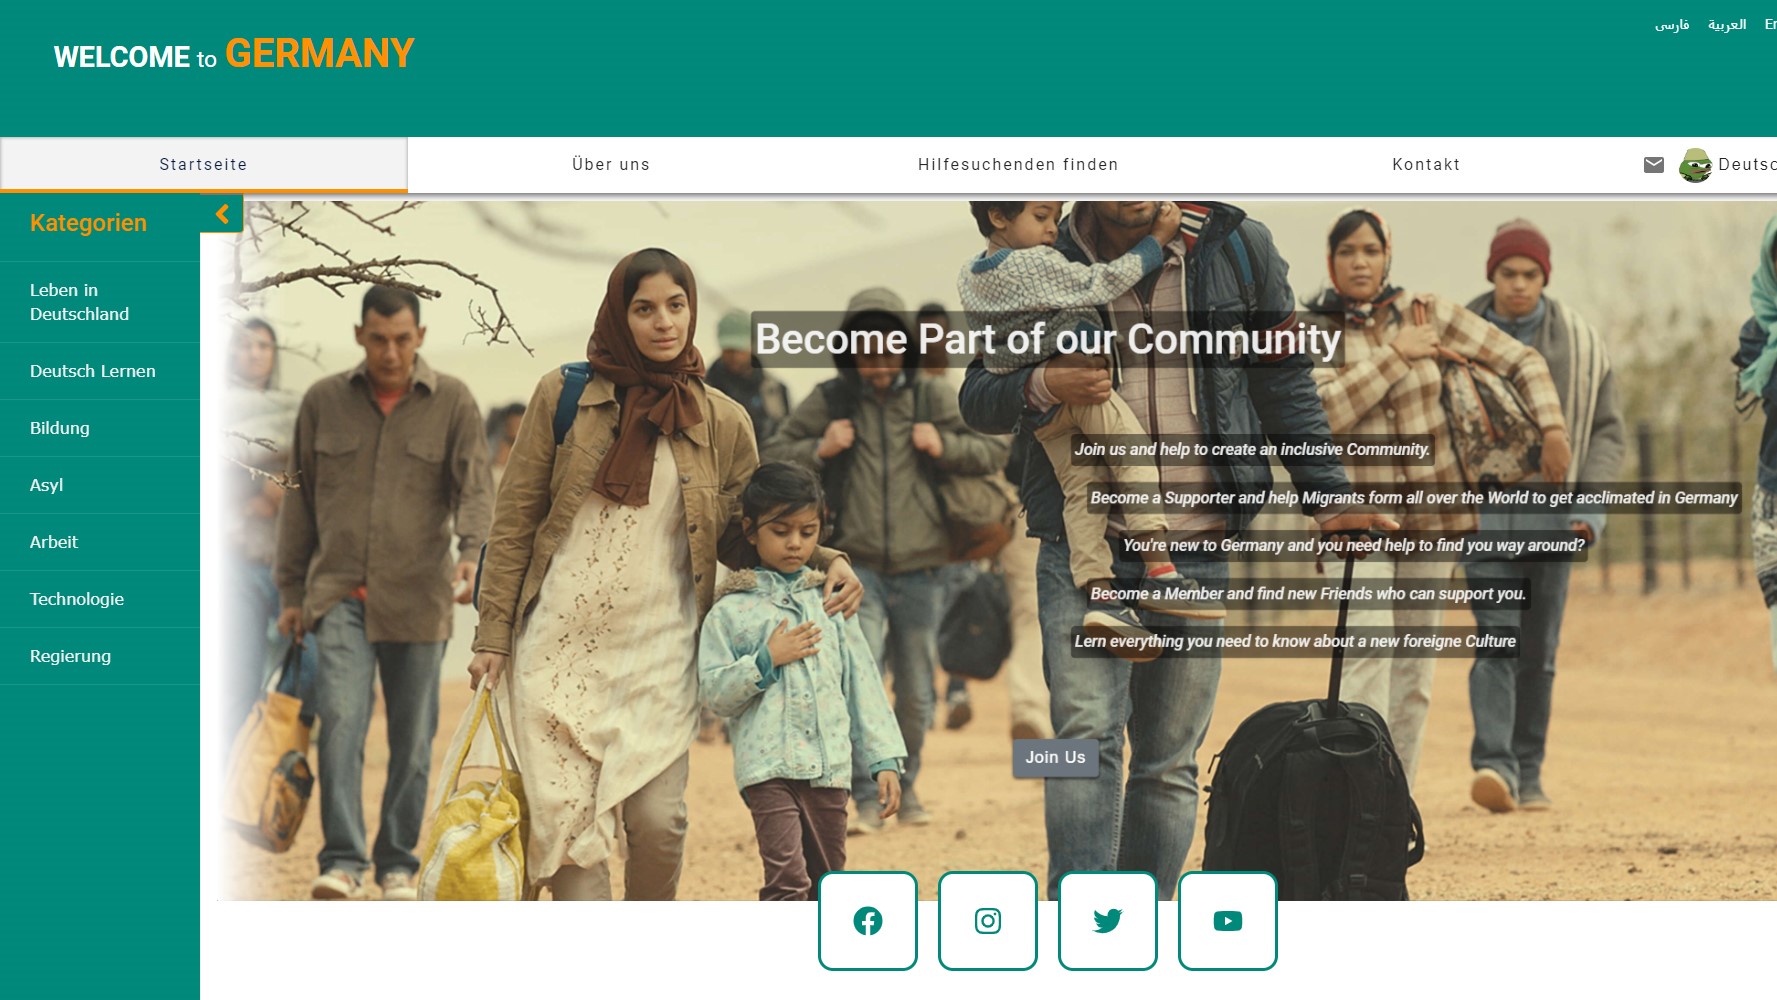 WELCOME to GERMANY
فارسی
العربية
En
Startseite
Über uns
Hilfesuchenden finden
Kontakt
Deutsc
Kategorien
Leben in
Deutschland
Deutsch Lernen
Bildung
Asyl
Arbeit
Technologie
Regierung
Become Part of our Community
Join us and help to create an inclusive Community.
Become a Supporter and help Migrants form all over the World to get acclimated in Germany
You're new to Germany and you need help to find you way around?
Become a Member and find new Friends who can support you.
Lern everything you need to know about a new foreigne Culture
Join Us